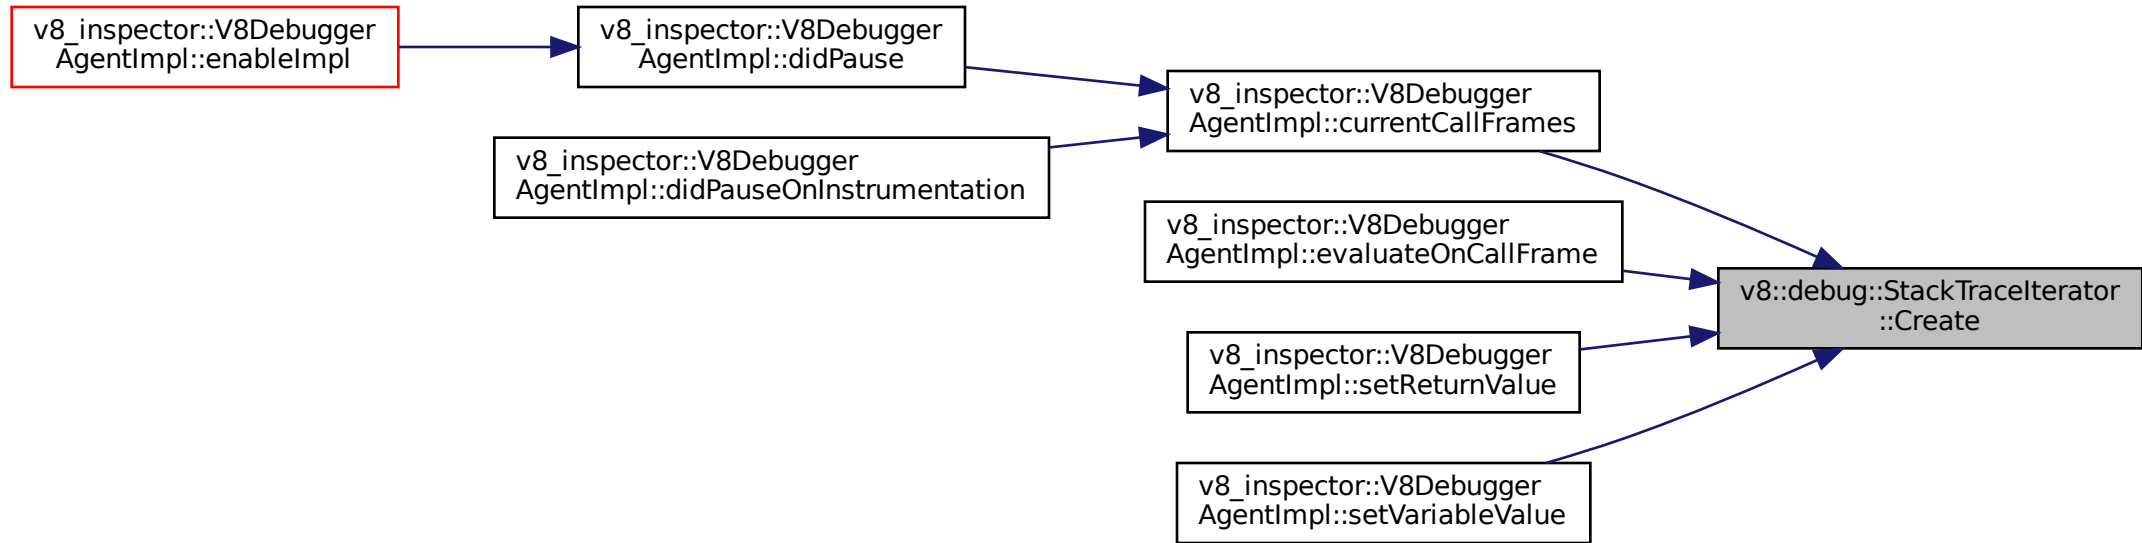 v8_inspector::V8Debugger
AgentImpl::enableImpl
v8_inspector::V8Debugger
AgentImpl::didPause
v8_inspector::V8Debugger
AgentImpl::currentCallFrames
v8_inspector::V8Debugger
AgentImpl::didPauseOnInstrumentation
v8_inspector::V8Debugger
AgentImpl::evaluateOnCallFrame
v8::debug::StackTraceIterator
::Create
v8_inspector::V8Debugger
AgentImpl::setReturnValue
v8_inspector::V8Debugger
AgentImpl::setVariableValue